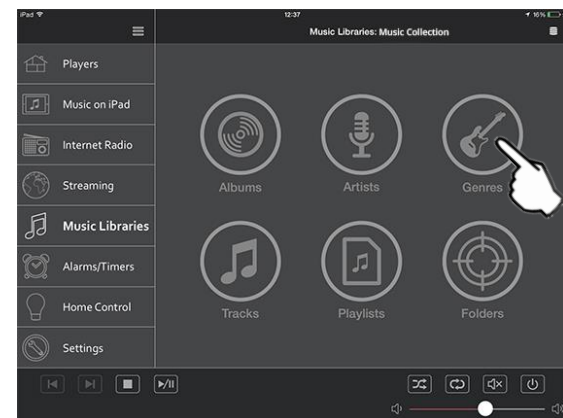 iPad 12:37 16%
Music Libraries: Music Collection
Players
Music on iPad
Internet Radio
Streaming
Music Libraries
Alarms/Timers
Home Control
Settings
Albums Artists Genres
Tracks Playlists Folders